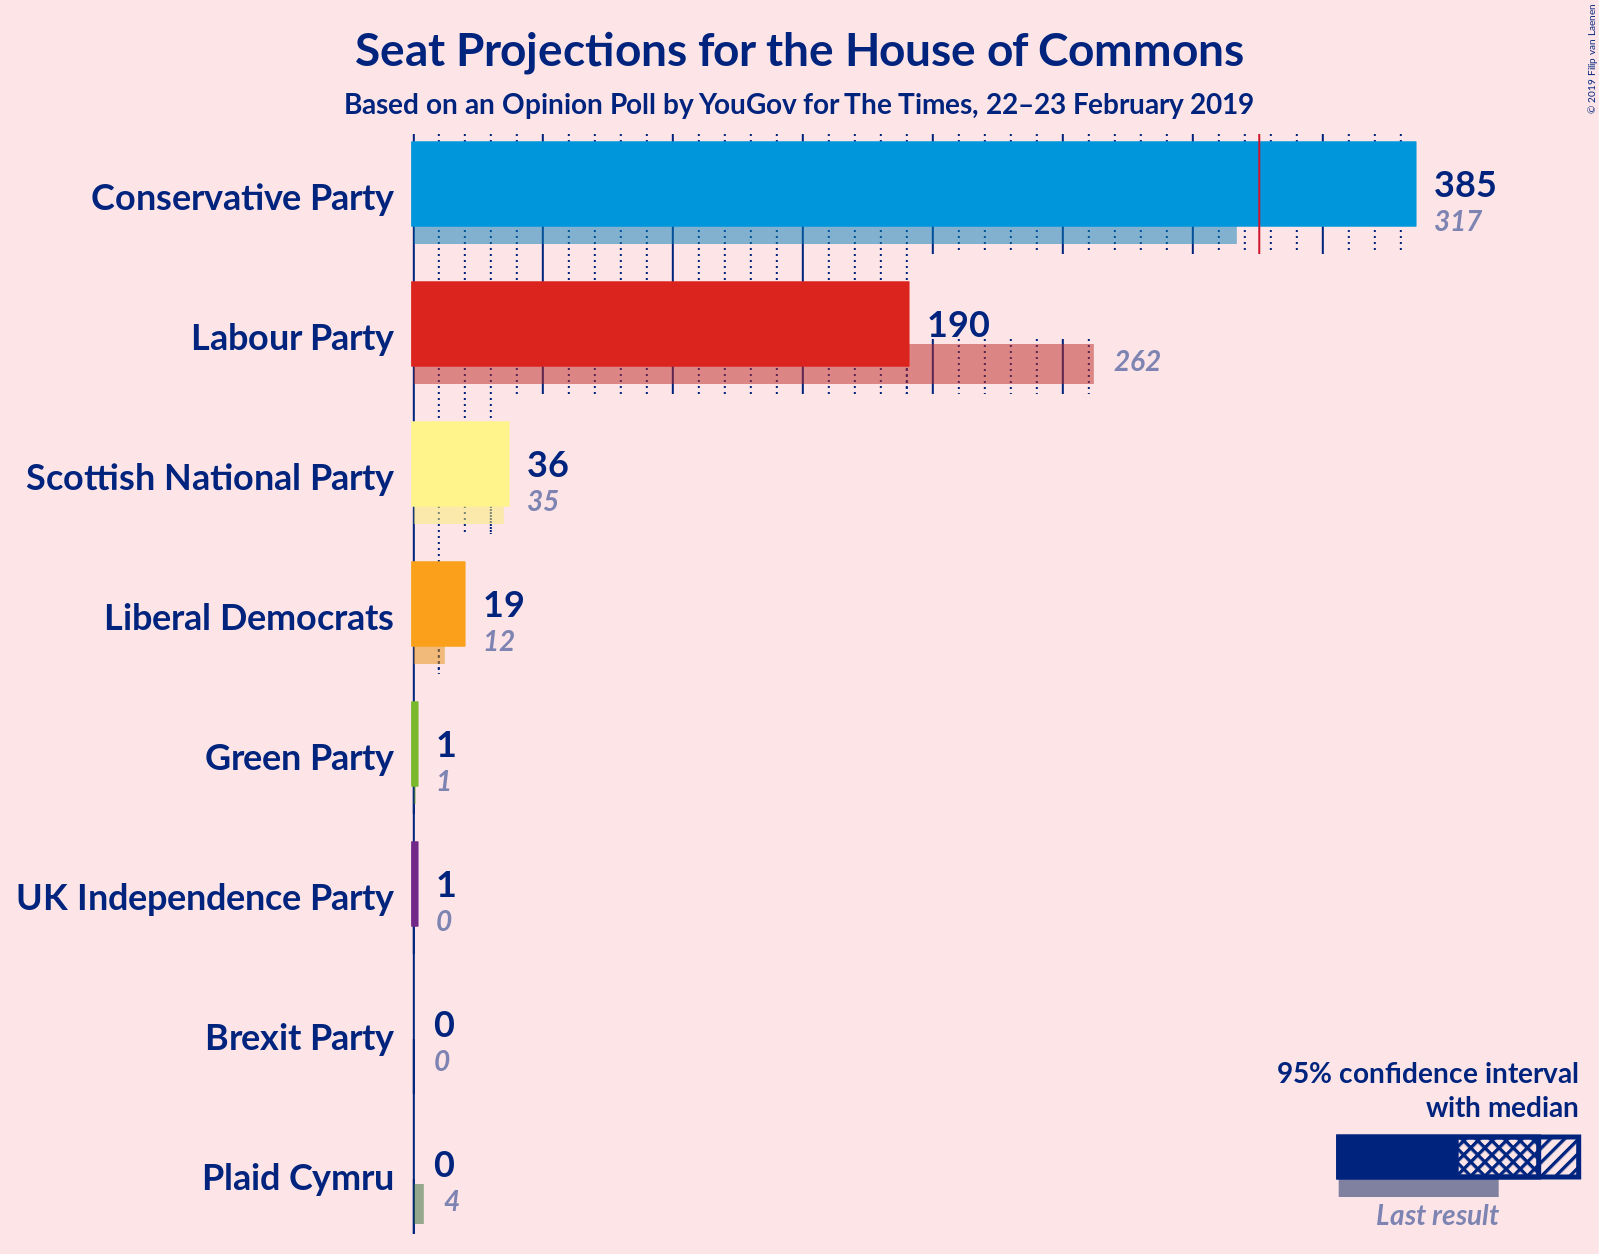 Seat Projections for the House of Commons
Based on an Opinion Poll by YouGov for The Times, 22–23 February 2019
© 2019 Filip van Laenen
Conservative Party
385
317
Labour Party
190
262
Scottish National Party
36
35
Liberal Democrats
19
12
Green Party
1
1
UK Independence Party
1
0
Brexit Party
0
0
Plaid Cymru
0
4
95% confidence interval
with median
Last result